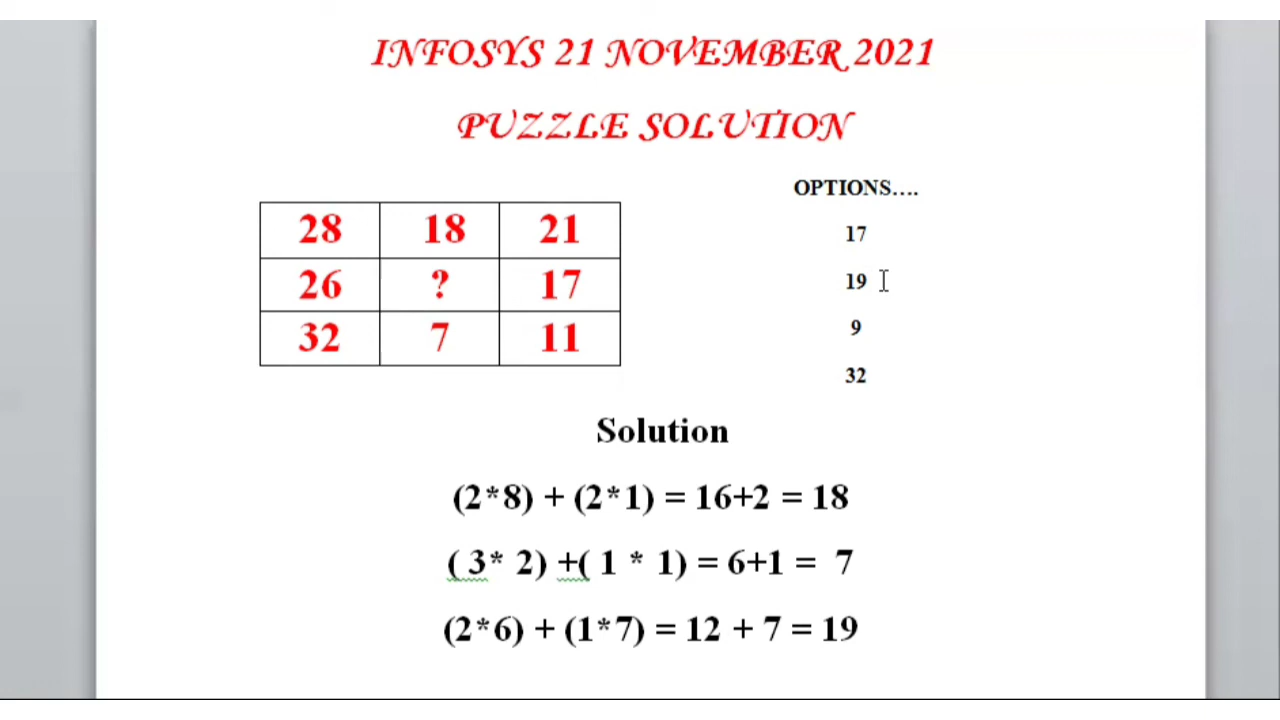 INFOSYS 21 NOVEMBER 2021
PUZZLE SOLUTION
OPTIONS....
17
19
9
32
28 18 21
26 ? 17
32 7 11
Solution
(2*8) + (2*1) = 16+2 = 18
( 3* 2) +( 1 * 1) = 6+1 = 7
(2*6) + (1*7) = 12 + 7 = 19